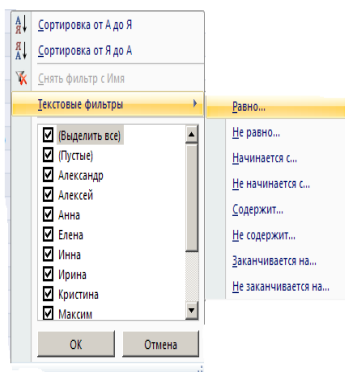 Сортировка от А до Я
Сортировка от Я до А
Снять фильтр с Имя
Текстовые фильтры
(Выделить все)
(Пустые)
Александр
Алексей
Анна
Елена
Инна
Ирина
Кристина
Максим
ОК
Отмена
Равно...
Не равно...
Начинается с...
Не начинается с...
Содержит...
Не содержит...
Заканчивается на...
Не заканчивается на...